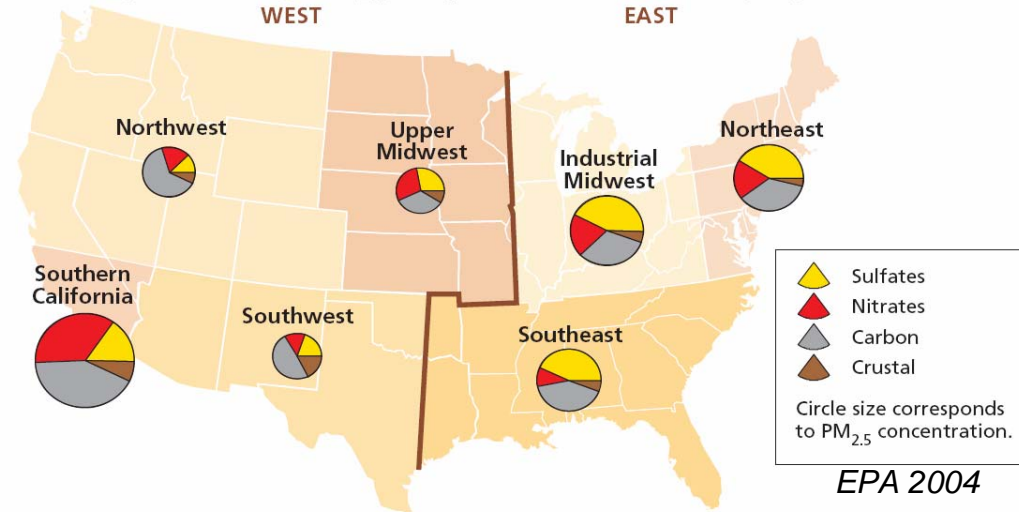 WEST
EAST
Northwest
Upper
Midwest
Industrial
Midwest
Northeast
Southern
California
Southwest
Southeast
Sulfates
Nitrates
Carbon
Crustal
Circle size corresponds
to PM2.5 concentration.
EPA 2004